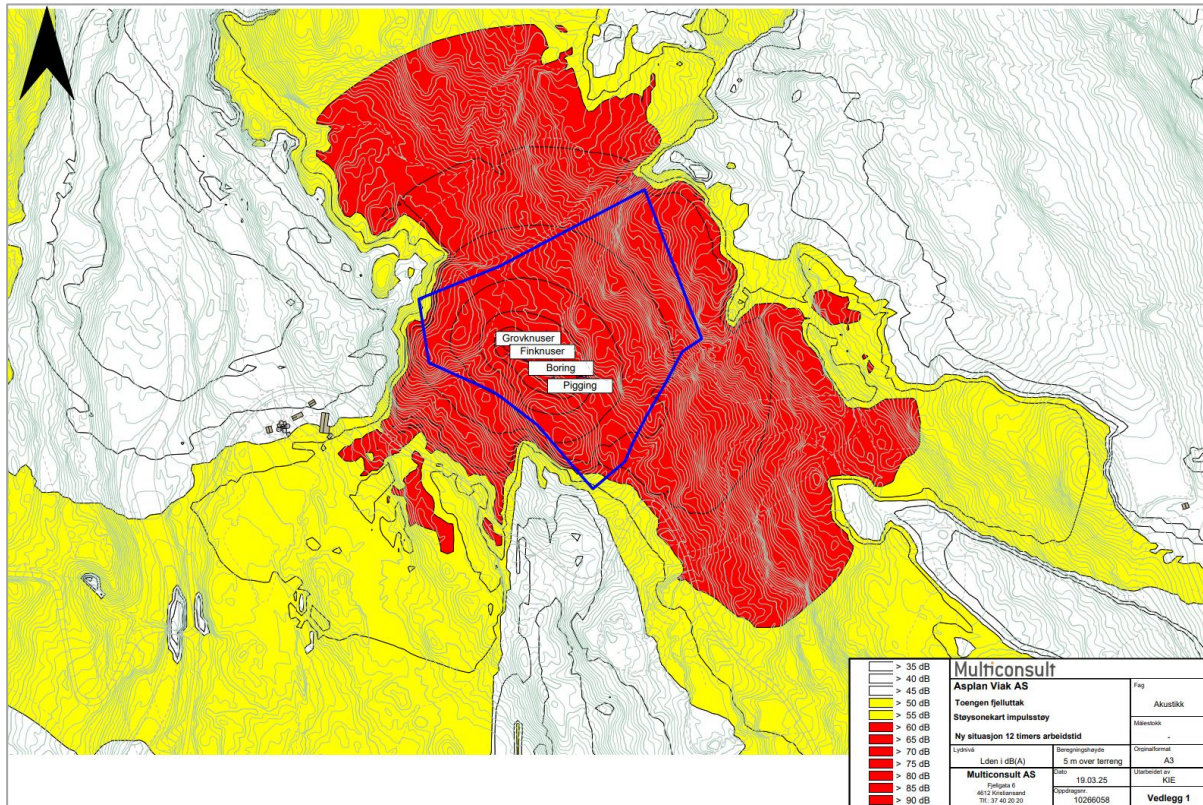 Grovknuser
Finknuser
Boring
Pigging
> 35 dB
> 40 dB
> 45 dB
> 50 dB
> 55 dB
> 60 dB
> 65 dB
> 70 dB
> 75 dB
> 80 dB
> 85 dB
> 90 dB
Multiconsult
Asplan Viak AS
Toengen fjelluttak
Støysonekart impulsstøy
Ny situasjon 12 timers arbeidstid
Fag
Akustikk
Målestokk
-
Lydnivå
Lden i dB(A)
Beregningshøyde
5 m over terreng
Orginalformat
A3
Multiconsult AS
Fjellgata 6
4612 Kristiansand
Tlf.: 37 40 20 20
Dato
19.03.25
Oppdragsnr.
10266058
Utarbeidet av
KIE
Vedlegg 1